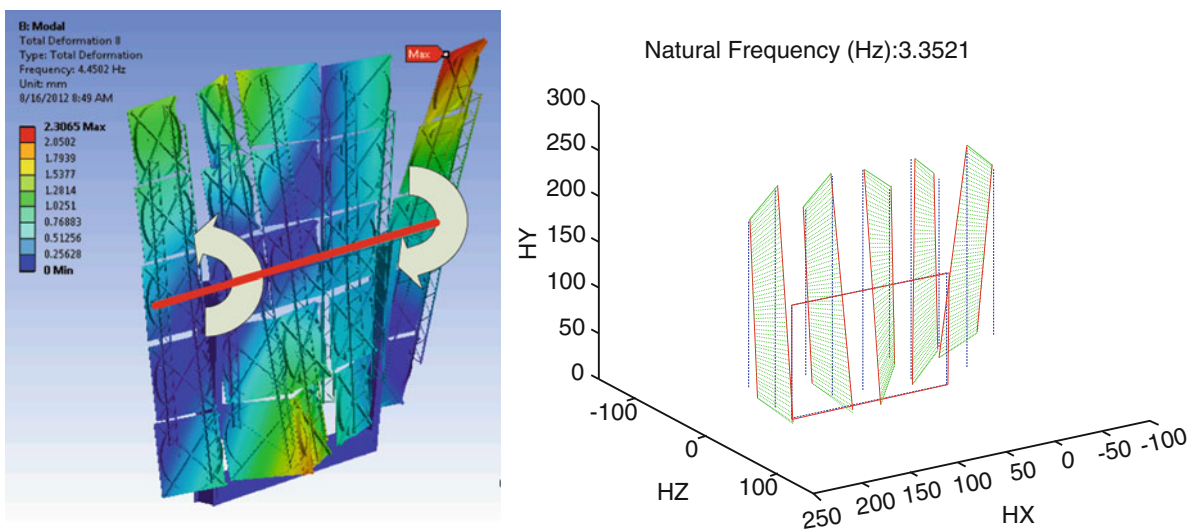 B: Modal
Total Deformation 8
Type: Total Deformation
Frequency: 4.4502 Hz
Unit: mm
8/16/2012 8:49 AM
2.3065 Max
2.0502
1.7939
1.5377
1.2814
1.0251
0.76883
0.51256
0.25628
0 Min
Max
Natural Frequency (Hz):3.3521
300
250
200
150
100
50
0
HY
-100
0
100
HZ
250
200
150
100
50
0
-50
-100
HX